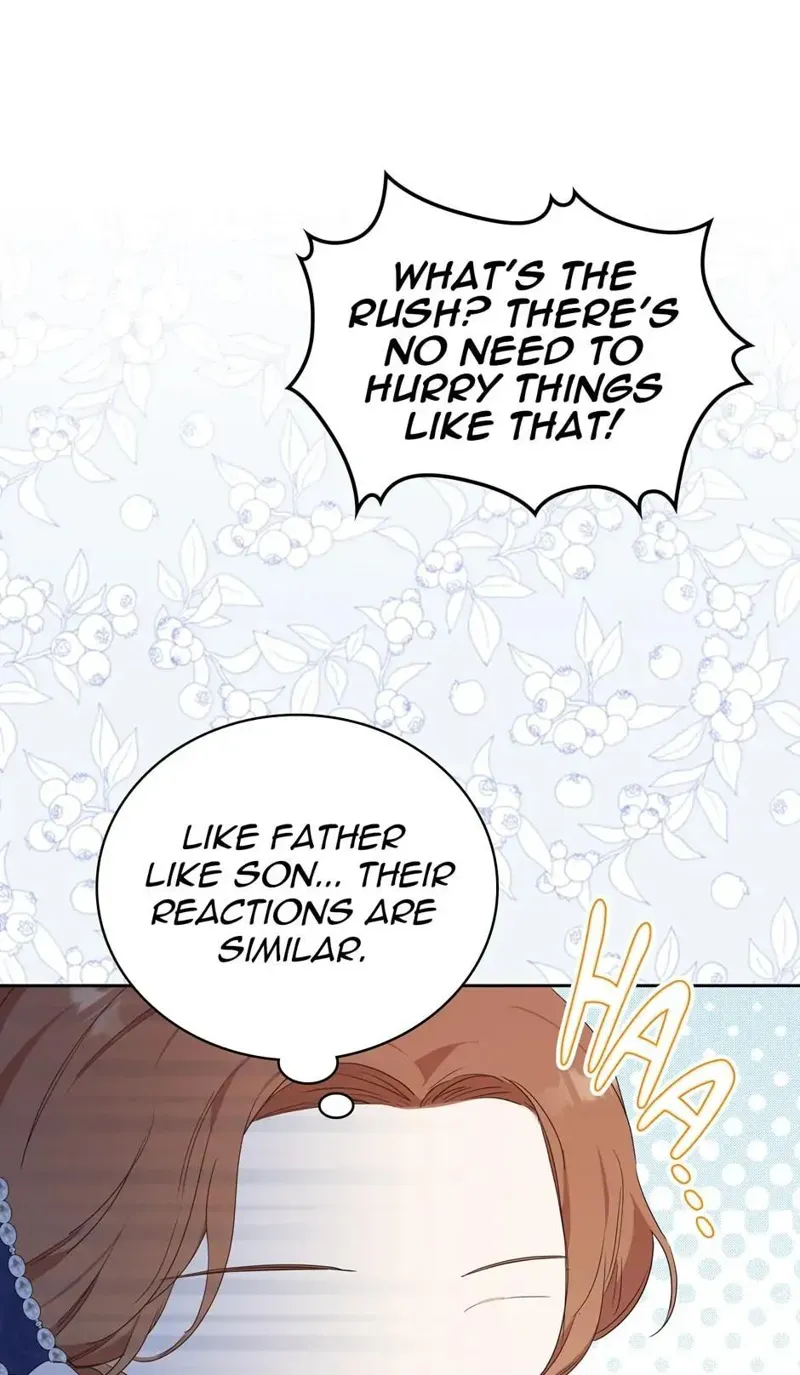 WHAT'S THE
RUSH? THERE'S
NO NEED TO
HURRY THINGS
LIKE THAT!
LIKE FATHER
LIKE SON... THEIR
REACTIONS ARE
SIMILAR.
HAA...